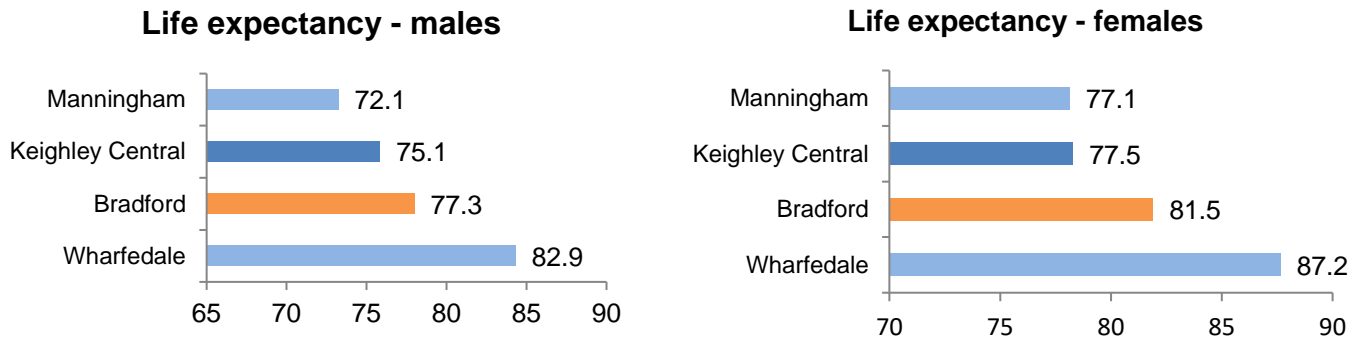 Life expectancy - males
Manningham 72.1
Keighley Central 75.1
Bradford 77.3
Wharfedale 82.9
65 70 75 80 85 90
Life expectancy - females
Manningham 77.1
Keighley Central 77.5
Bradford 81.5
Wharfedale 87.2
70 75 80 85 90